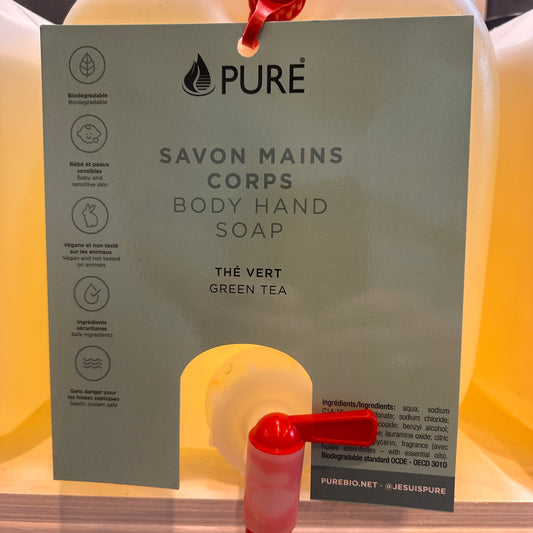 PURE®
SAVON MAINS
CORPS
BODY HAND
SOAP
THÉ VERT
GREEN TEA
Biodégradable
Biodegradable
Bébé et peaux
sensibles
Baby and
sensitive skin
Végane et non testé
sur les animaux
Vegan and not tested
on animals
Ingrédients
sécuritaires
Safe ingredients
Sans danger pour
les fosses septiques
Septic system safe
Ingrédients/Ingredients: aqua; sodium
sodium chloride;
benzyl alcohol;
lauramine oxide; citric
fragrance (avec
huiles essentielles – with essential oils).
Biodegradable standard OCDE - OECD 301D
PUREBIO.NET • @JESUISPURE